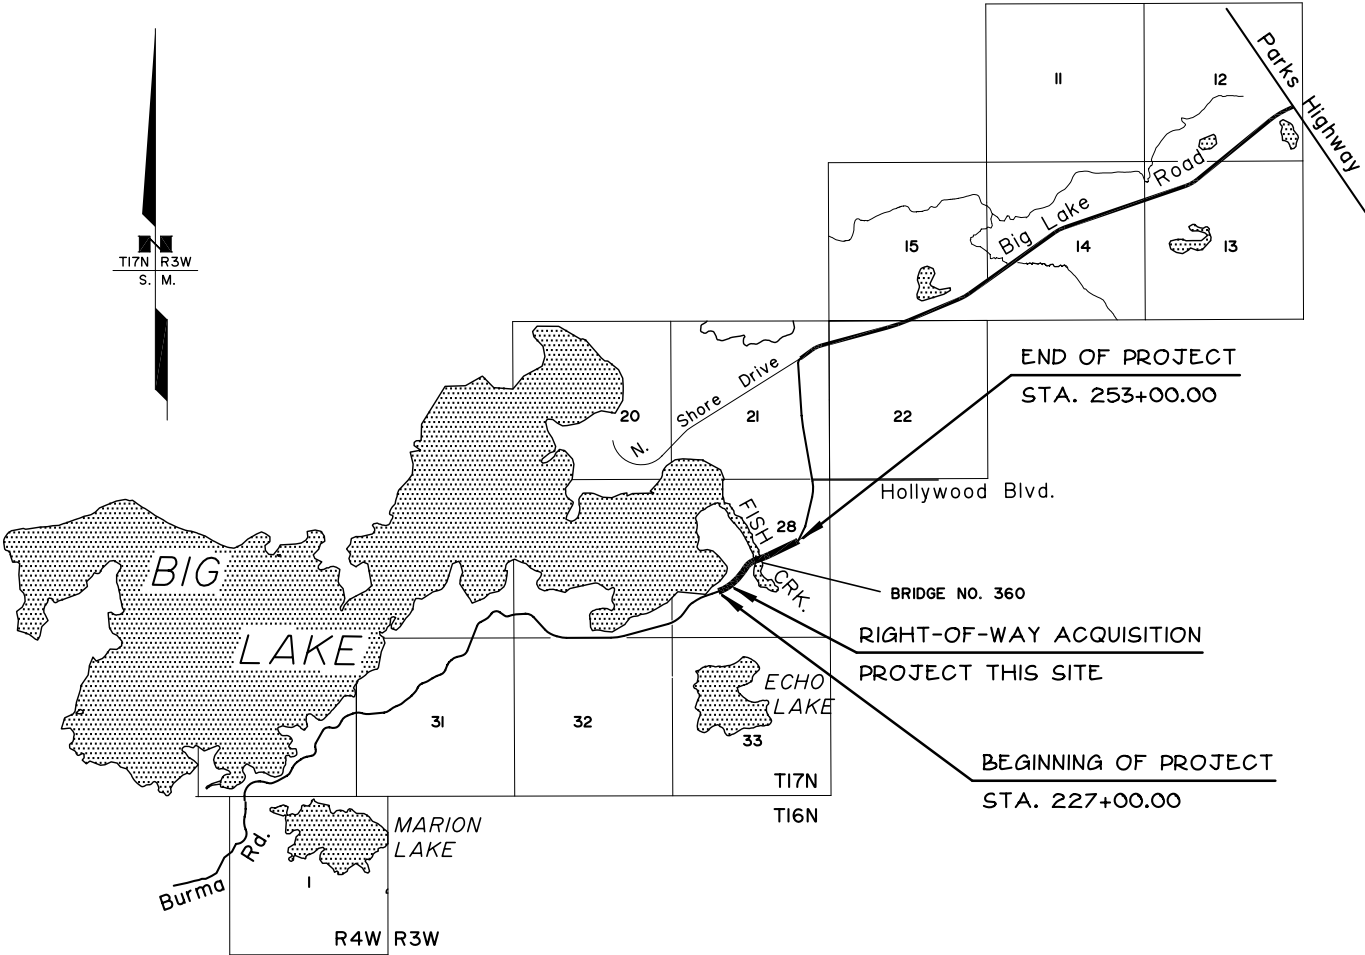 11
12
Parks Highway
Big Lake Road
15
14
13
N
T17N R3W
S. M.
END OF PROJECT
STA. 253+00.00
N. Shore Drive
20
21
22
Hollywood Blvd.
FISH CRK.
28
BIG
LAKE
BRIDGE NO. 360
RIGHT-OF-WAY ACQUISITION
PROJECT THIS SITE
ECHO
LAKE
31
32
33
BEGINNING OF PROJECT
STA. 227+00.00
T17N
T16N
MARION
LAKE
Burma Rd.
1
R4W R3W